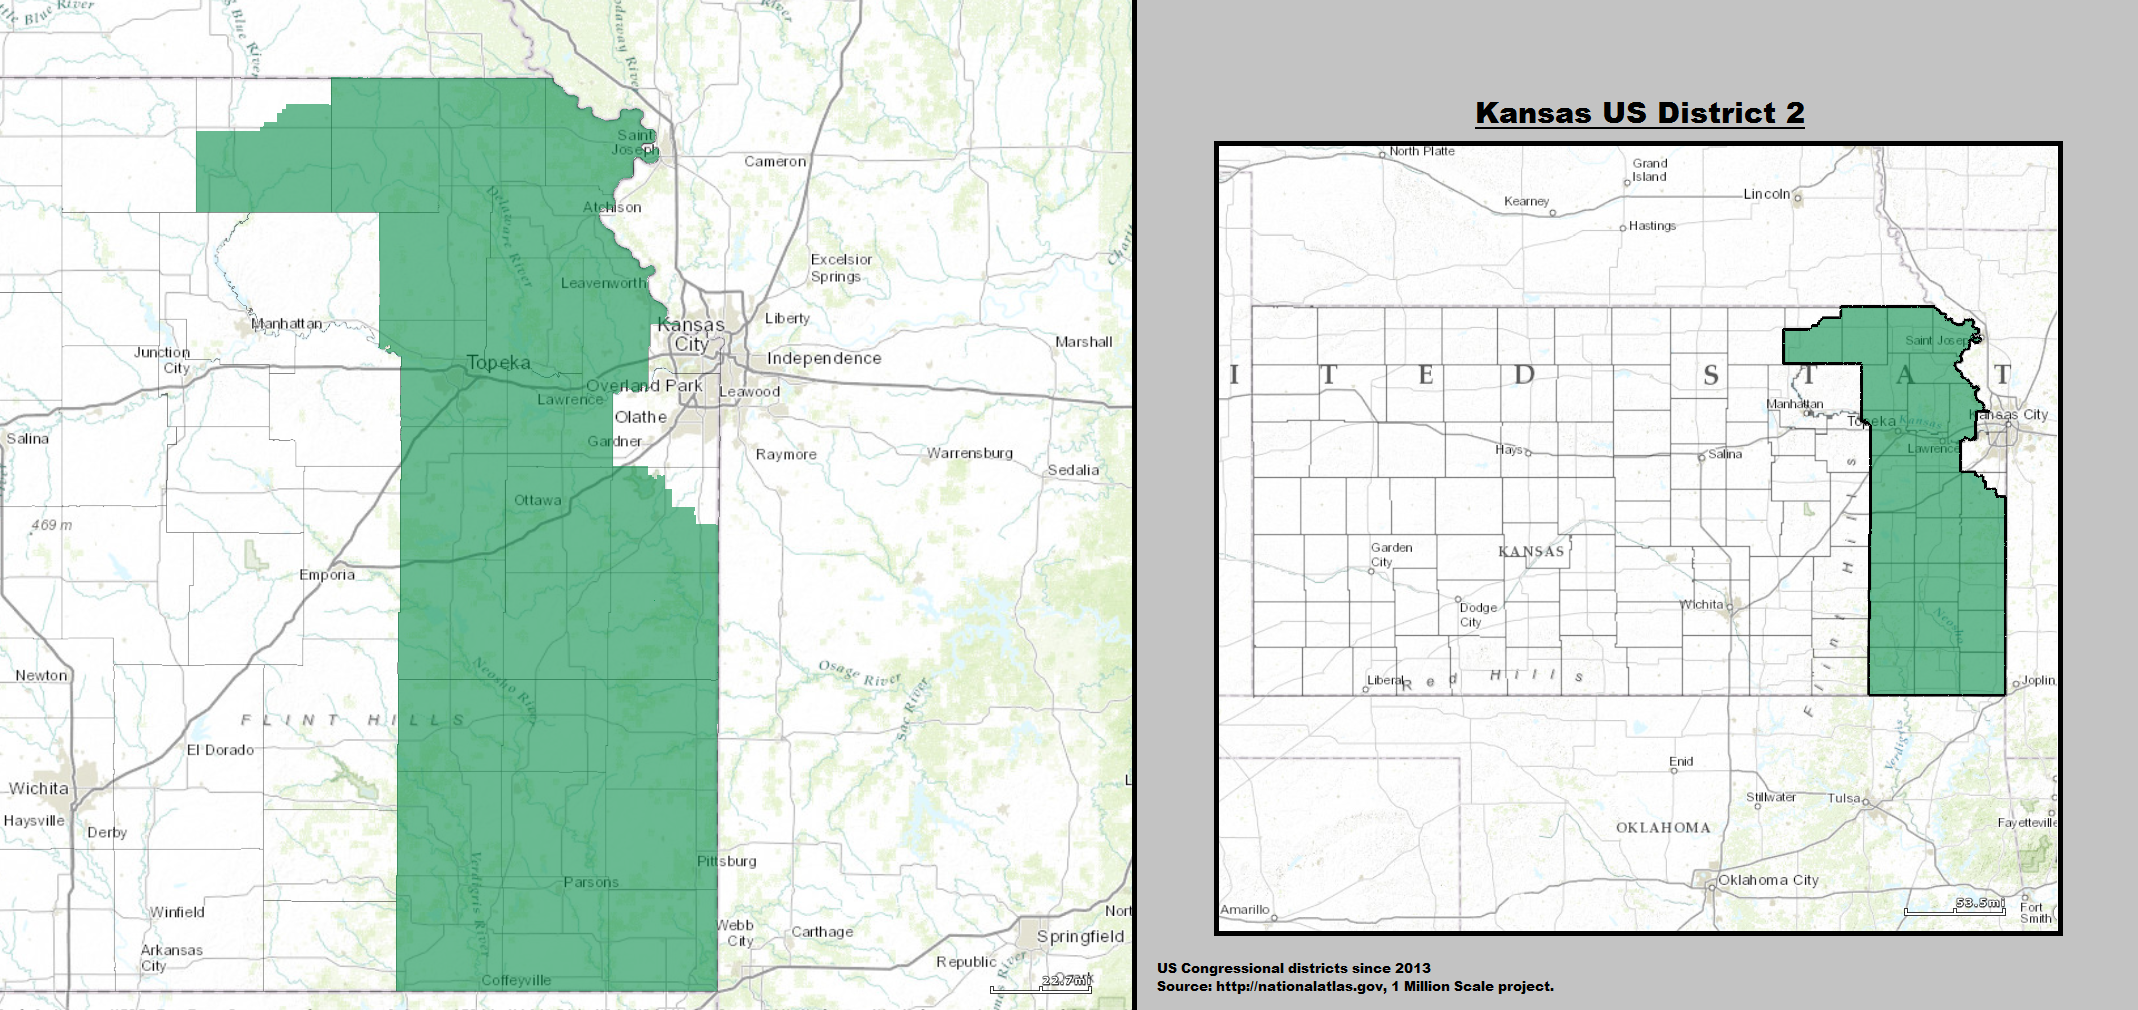 ttle Blue River
Blue River
Nodaway River
River
Saint
Joseph
Cameron
Delaware River
Atchison
Excelsior
Springs
Leavenworth
Manhattan
Kansas
City
Liberty
Junction
City
Topeka
Independence
Marshall
Overland Park
Leawood
Lawrence
Olathe
Salina
Gardner
Raymore
Warrensburg
Sedalia
Ottawa
469 m
Emporia
Newton
Neosho River
Osage River
Sac River
FLINT HILLS
El Dorado
Wichita
Haysville
Derby
Pittsburg
Verdigris River
Parsons
Winfield
Webb
City
Carthage
Nort
Springfield
Arkansas
City
Republic
Coffeyville
22.7mi
Kansas US District 2
North Platte
Grand
Island
Kearney
Lincoln
Hastings
Saint Joseph
I T E D S T A T
Manhattan
Topeka
Kansas
Kansas City
Hays
Salina
Lawrence
Garden
City
KANSAS
Dodge
City
Wichita
Flint Hills
Neosho
Liberal
Red Hills
Joplin
Verdigris
Enid
Stillwater
Tulsa
OKLAHOMA
Fayetteville
Oklahoma City
Amarillo
53.5mi
Fort
Smith
US Congressional districts since 2013
Source: http://nationalatlas.gov, 1 Million Scale project.